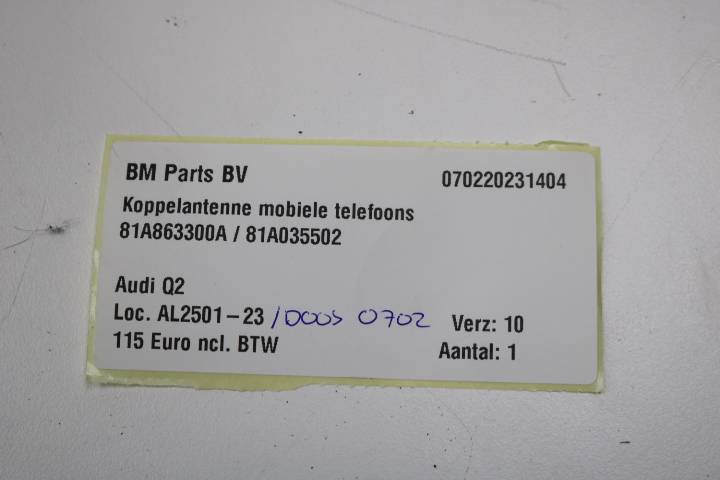 BM Parts BV 070220231404
Koppelantenne mobiele telefoons
81A863300A / 81A035502
Audi Q2
Loc. AL2501-23 /DOOS 0702 Verz: 10
115 Euro ncl. BTW Aantal: 1